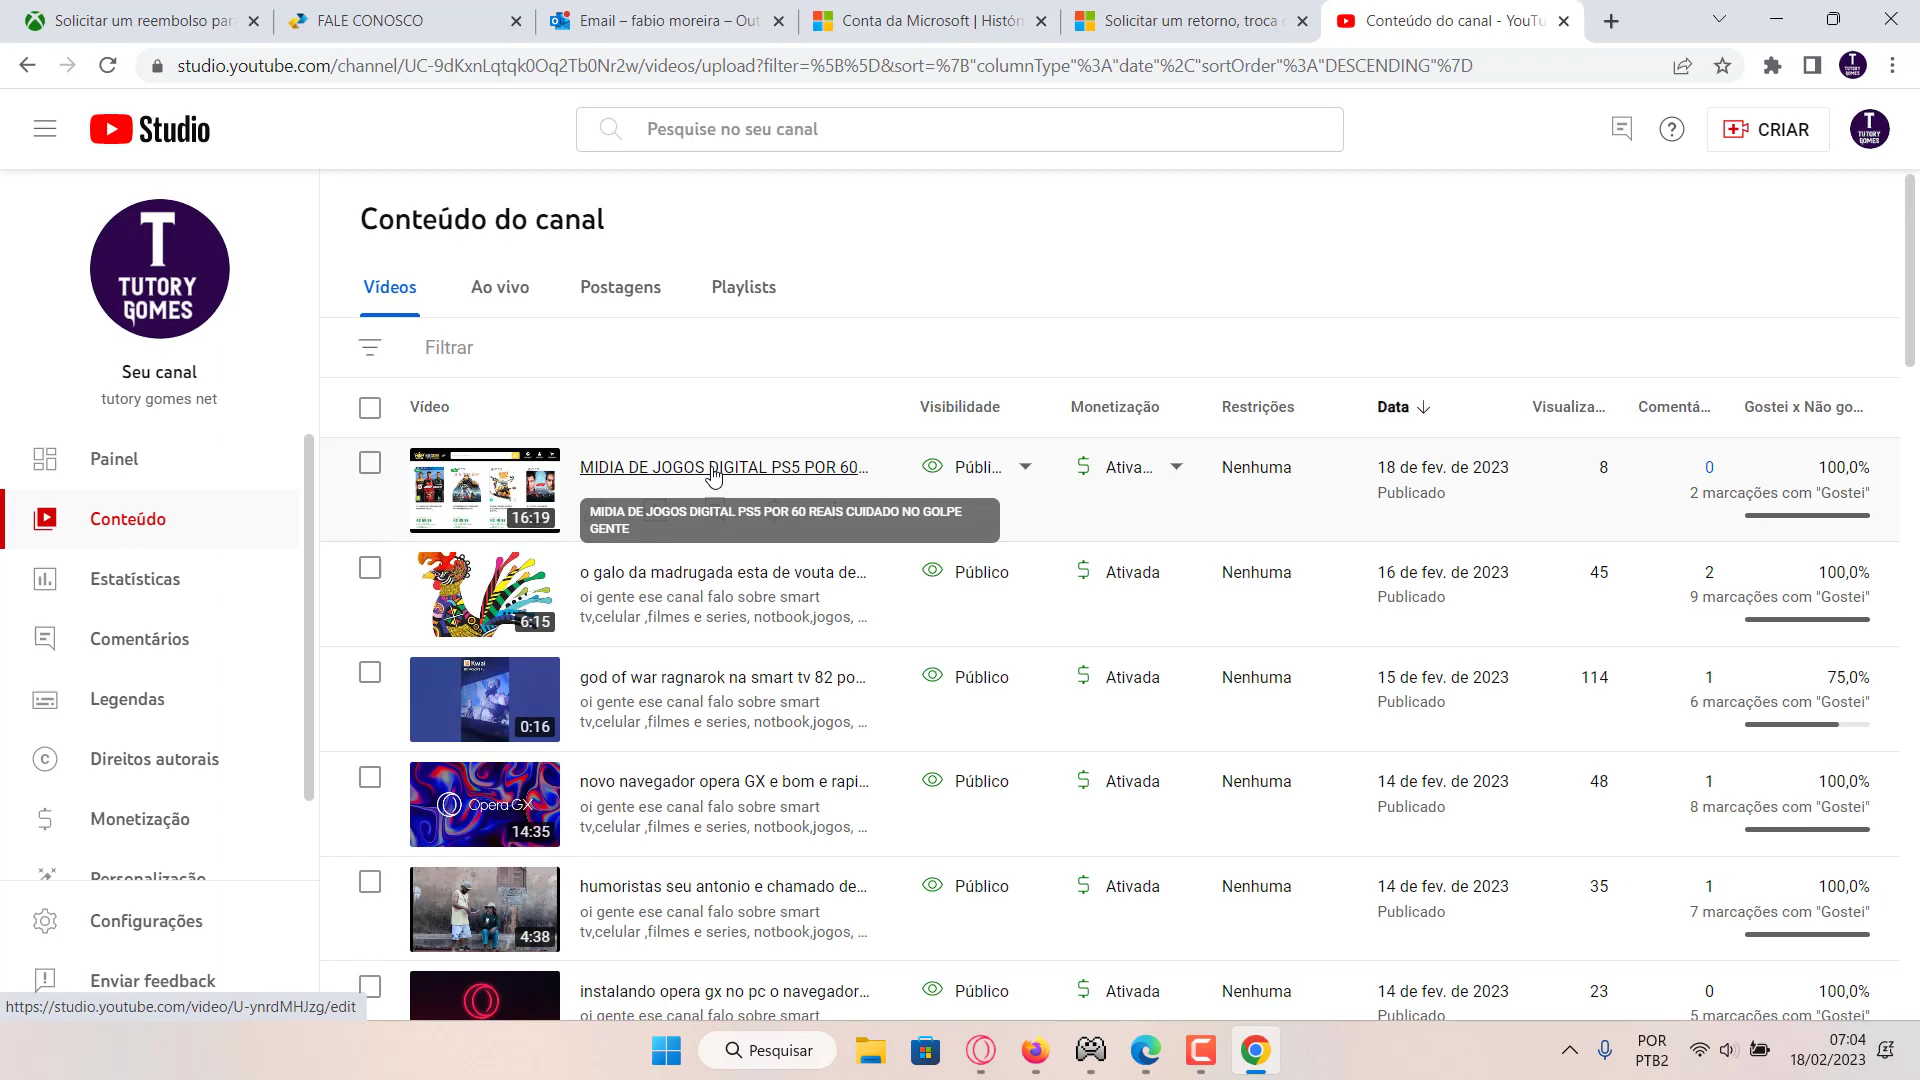 Solicitar um reembolso par
FALE CONOSCO
Email – fabio moreira – Out
Conta da Microsoft | Histór
Solicitar um retorno, troca
Conteúdo do canal - YouTu
studio.youtube.com/channel/UC-9dKxnLqtqk0Oq2Tb0Nr2w/videos/upload?filter=%5B%5D&sort=%7B"columnType"%3A"date"%2C"sortOrder"%3A"DESCENDING"%7D
Studio
Pesquise no seu canal
CRIAR
T
TUTORY
GOMES
Conteúdo do canal
Vídeos
Ao vivo
Postagens
Playlists
Filtrar
T
TUTORY
GOMES
Seu canal
tutory gomes net
Painel
Conteúdo
Estatísticas
Comentários
Legendas
Direitos autorais
Monetização
Personalização
Configurações
Enviar feedback
Vídeo
Visibilidade
Monetização
Restrições
Data
Visualiza...
Comentá...
Gostei x Não go...
16:19
MIDIA DE JOGOS DIGITAL PS5 POR 60...
Públi...
Ativa...
Nenhuma
18 de fev. de 2023
Publicado
8
0
100,0%
2 marcações com "Gostei"
MIDIA DE JOGOS DIGITAL PS5 POR 60 REAIS CUIDADO NO GOLPE
GENTE
6:15
o galo da madrugada esta de vouta de...
oi gente ese canal falo sobre smart
tv,celular ,filmes e series, notbook,jogos, ...
Público
Ativada
Nenhuma
16 de fev. de 2023
Publicado
45
2
100,0%
9 marcações com "Gostei"
Kwai
0:16
god of war ragnarok na smart tv 82 po...
oi gente ese canal falo sobre smart
tv,celular ,filmes e series, notbook,jogos, ...
Público
Ativada
Nenhuma
15 de fev. de 2023
Publicado
114
1
75,0%
6 marcações com "Gostei"
Opera GX
14:35
novo navegador opera GX e bom e rapi...
oi gente ese canal falo sobre smart
tv,celular ,filmes e series, notbook,jogos, ...
Público
Ativada
Nenhuma
14 de fev. de 2023
Publicado
48
1
100,0%
8 marcações com "Gostei"
4:38
humoristas seu antonio e chamado de...
oi gente ese canal falo sobre smart
tv,celular ,filmes e series, notbook,jogos, ...
Público
Ativada
Nenhuma
14 de fev. de 2023
Publicado
35
1
100,0%
7 marcações com "Gostei"
instalando opera gx no pc o navegador...
oi gente ese canal falo sobre smart
Público
Ativada
Nenhuma
14 de fev. de 2023
Publicado
23
0
100,0%
5 marcações com "Gostei"
https://studio.youtube.com/video/U-ynrdMHJzg/edit
Pesquisar
POR
PTB2
07:04
18/02/2023